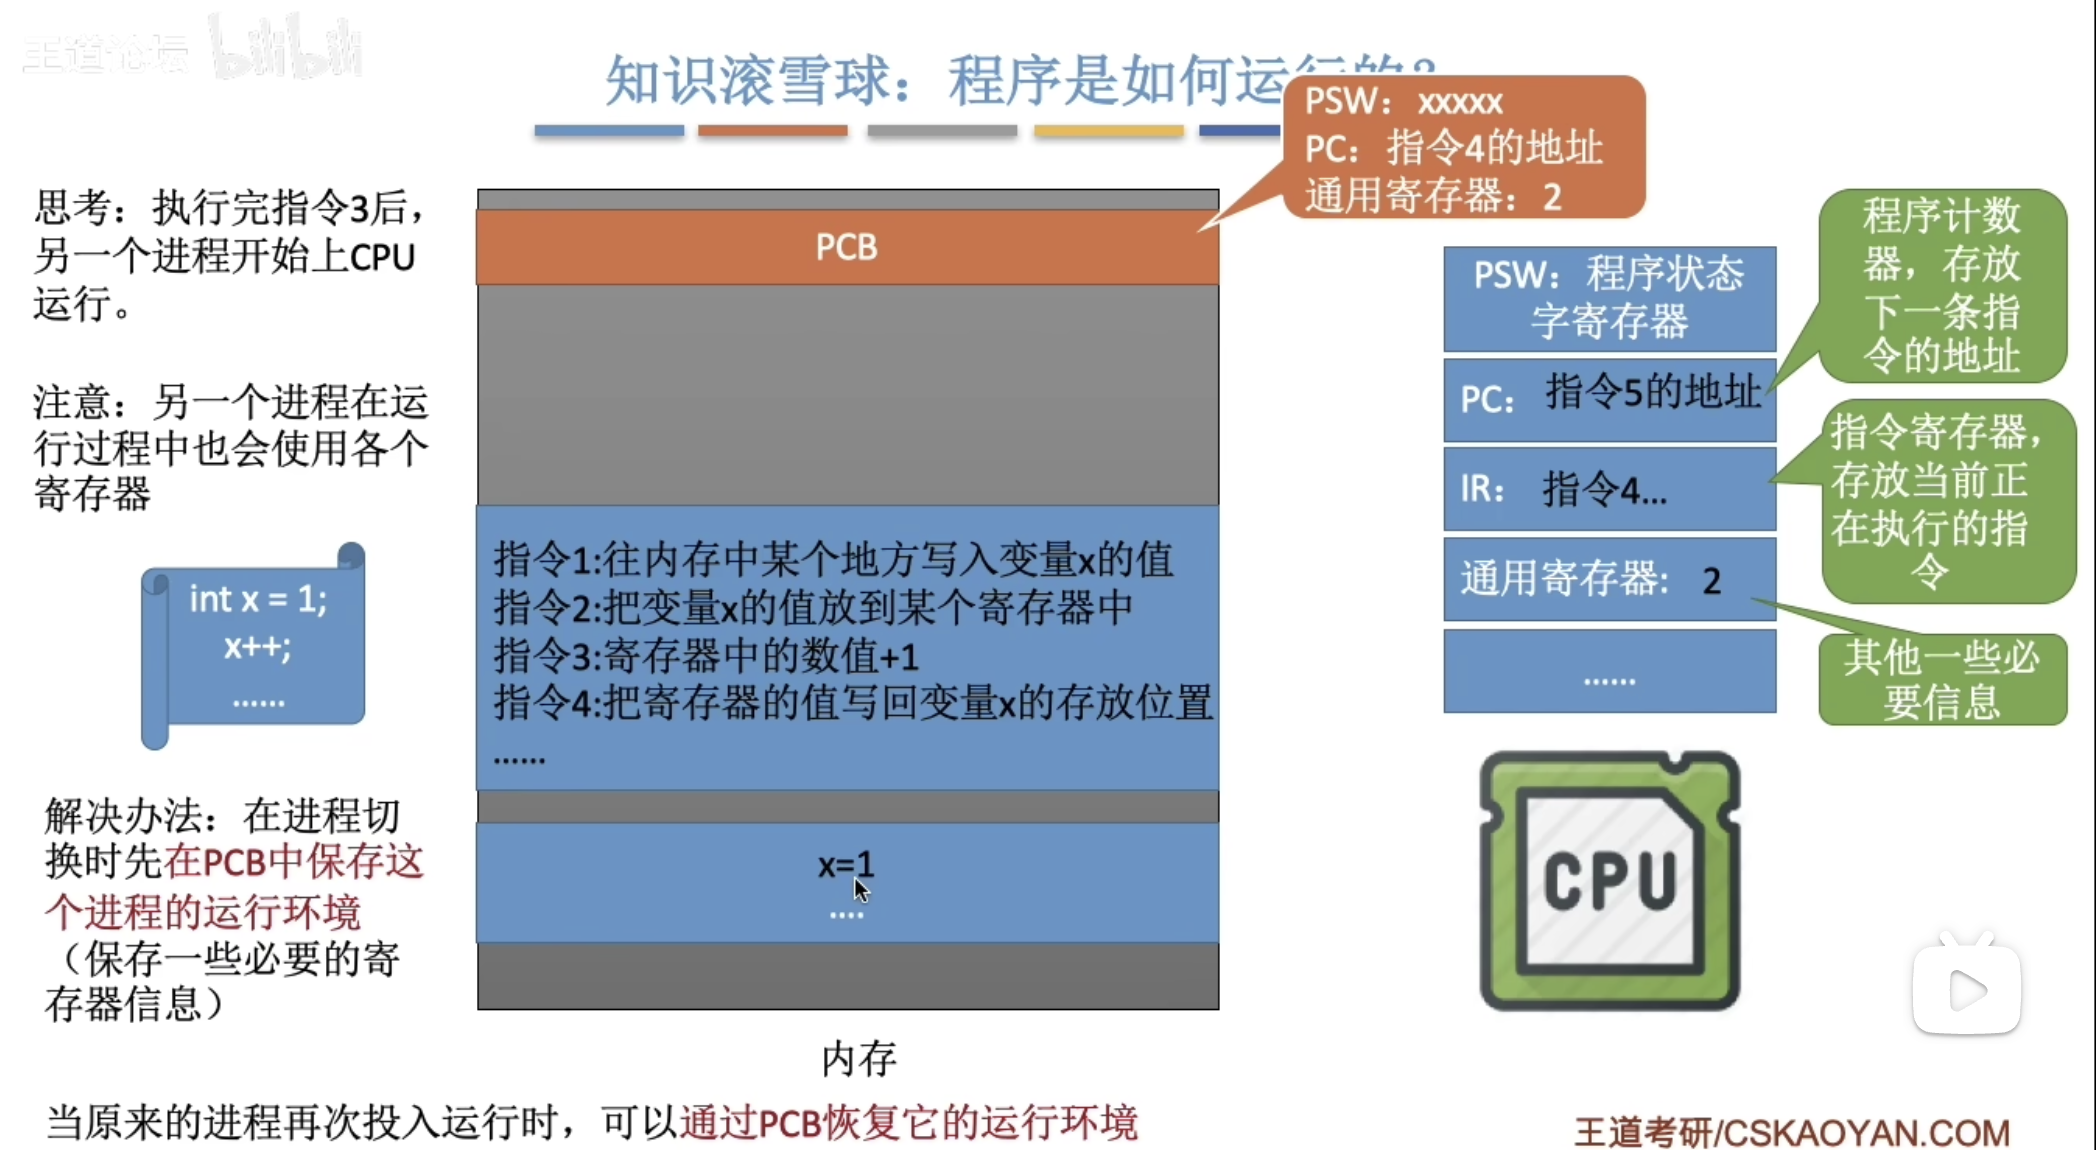 王道论坛 bilibili
知识滚雪球：程序是如何运行的？
PSW：xxxxx
PC：指令4的地址
通用寄存器：2
思考：执行完指令3后，
另一个进程开始上CPU
运行。
注意：另一个进程在运
行过程中也会使用各个
寄存器
int x = 1;
x++;
……
解决办法：在进程切
换时先在PCB中保存这
个进程的运行环境
（保存一些必要的寄
存器信息）
PCB
指令1:往内存中某个地方写入变量x的值
指令2:把变量x的值放到某个寄存器中
指令3:寄存器中的数值+1
指令4:把寄存器的值写回变量x的存放位置
……
x=1
....
内存
PSW：程序状态
字寄存器
PC： 指令5的地址
IR： 指令4...
通用寄存器: 2
……
程序计数
器，存放
下一条指
令的地址
指令寄存器，
存放当前正
在执行的指
令
其他一些必
要信息
CPU
当原来的进程再次投入运行时，可以通过PCB恢复它的运行环境
王道考研/CSKAOYAN.COM